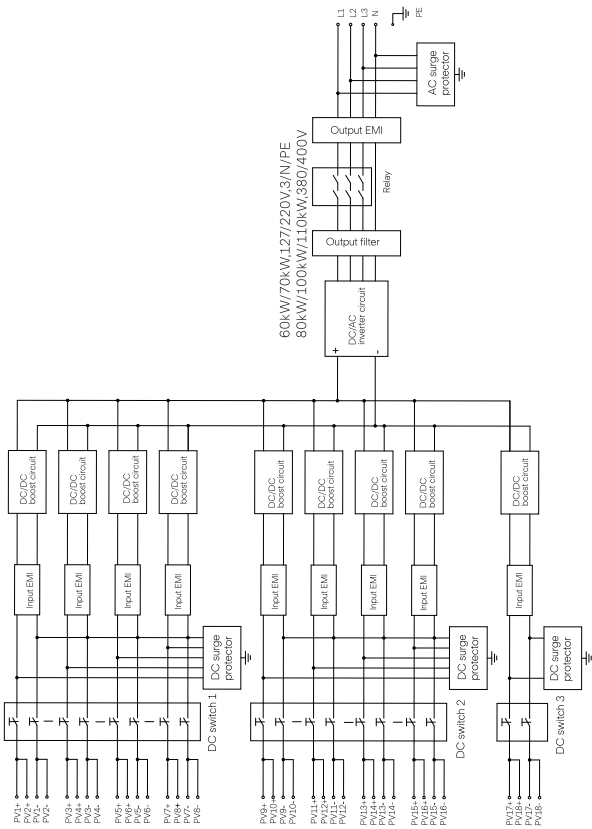 L1
L2
L3
N
PE
AC surge
protector
Output EMI
60kW/70kW,127/220V,3/N/PE
80kW/100kW/110kW,380/400V
Relay
Output filter
DC/AC
inverter circuit
+
-
DC/DC
boost circuit
DC/DC
boost circuit
DC/DC
boost circuit
DC/DC
boost circuit
DC/DC
boost circuit
DC/DC
boost circuit
DC/DC
boost circuit
DC/DC
boost circuit
DC/DC
boost circuit
Input EMI
Input EMI
Input EMI
Input EMI
Input EMI
Input EMI
Input EMI
Input EMI
Input EMI
DC surge
protector
DC surge
protector
DC surge
protector
DC switch 1
DC switch 2
DC switch 3
PV1+
PV2+
PV1-
PV2-
PV3+
PV4+
PV3-
PV4-
PV5+
PV6+
PV5-
PV6-
PV7+
PV8+
PV7-
PV8-
PV9+
PV10+
PV9-
PV10-
PV11+
PV12+
PV11-
PV12-
PV13+
PV14+
PV13-
PV14-
PV15+
PV16+
PV15-
PV16-
PV17+
PV18+
PV17-
PV18-